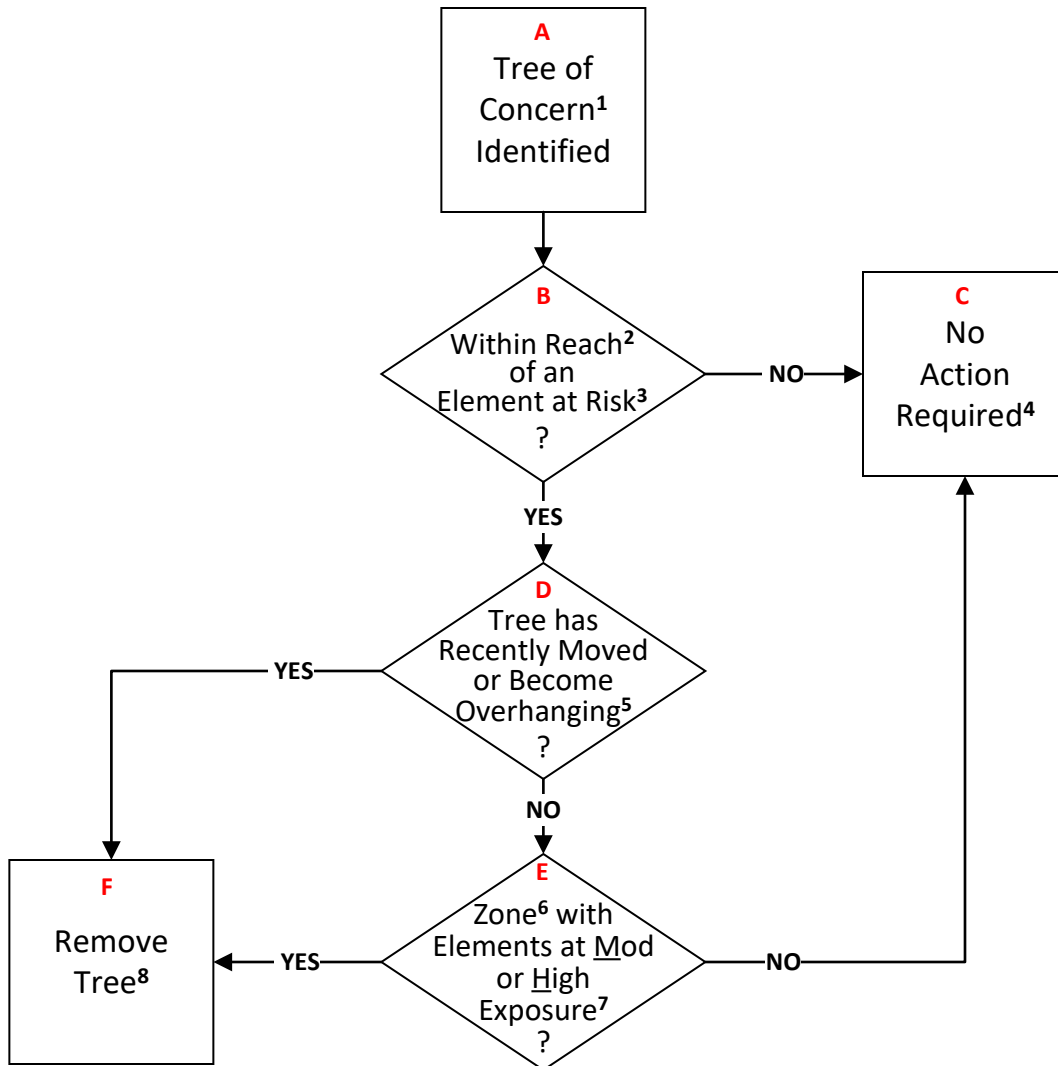 A
Tree of
Concern1
Identified
B
Within Reach2
of an
Element at Risk3
?
NO
C
No
Action
Required4
YES
D
Tree has
Recently Moved
or Become
Overhanging5
?
YES
NO
E
Zone6 with
Elements at Mod
or High
Exposure7
?
YES
NO
F
Remove
Tree8